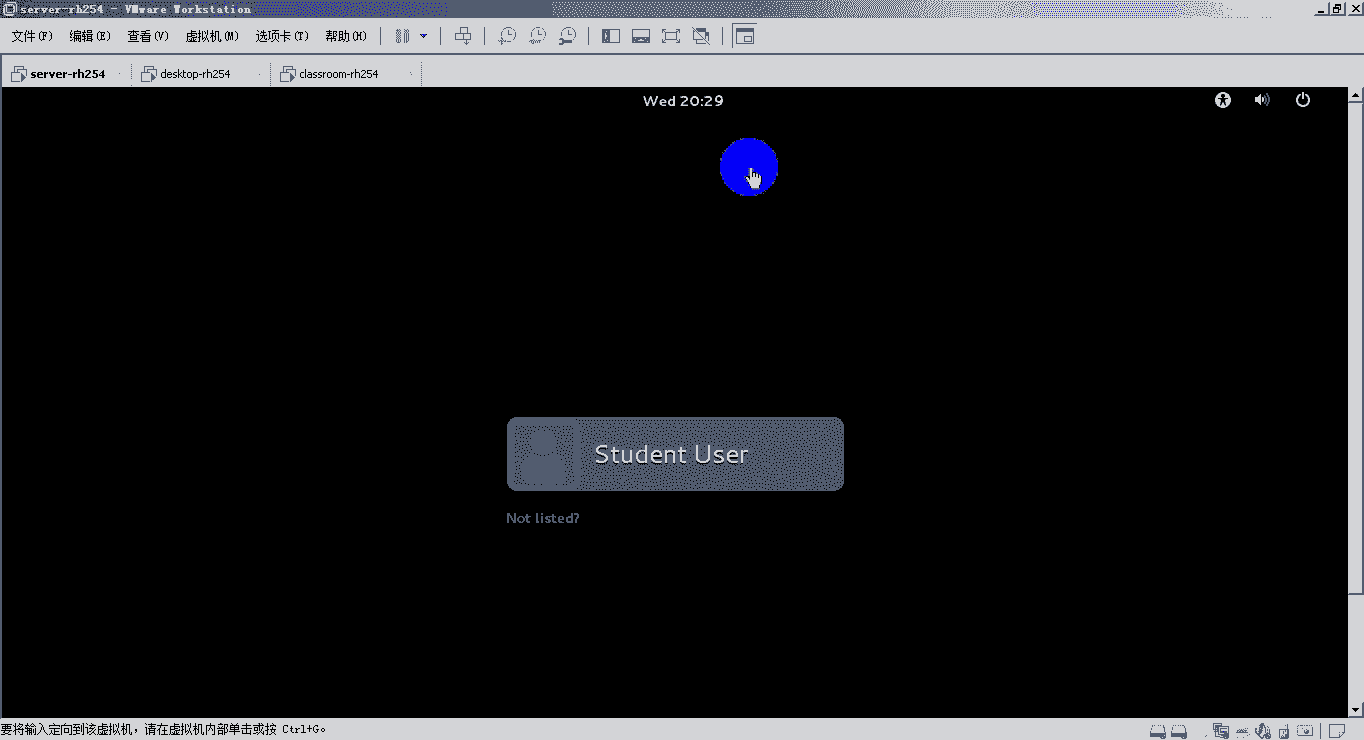 server-rh254 - VMware Workstation
文件(F) 编辑(E) 查看(V) 虚拟机(M) 选项卡(T) 帮助(H)
server-rh254 desktop-rh254 classroom-rh254
Wed 20:29
Student User
Not listed?
要将输入定向到该虚拟机，请在虚拟机内部单击或按 Ctrl+G。